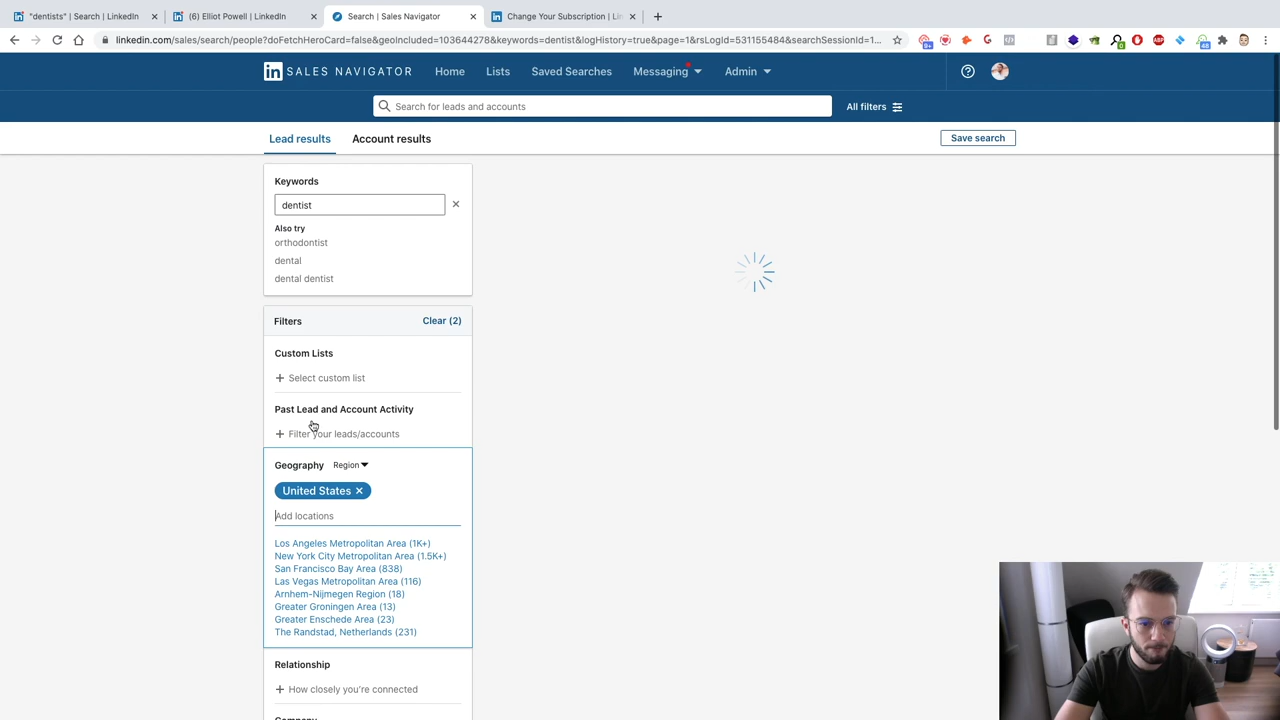 "dentists" | Search | LinkedIn
(6) Elliot Powell | LinkedIn
Search | Sales Navigator
Change Your Subscription | Lin
linkedin.com/sales/search/people?doFetchHeroCard=false&geoIncluded=103644278&keywords=dentist&logHistory=true&page=1&rsLogId=531155484&searchSessionId=1...
in SALES NAVIGATOR
Home
Lists
Saved Searches
Messaging
Admin
Search for leads and accounts
All filters
Lead results
Account results
Save search
Keywords
dentist
Also try
orthodontist
dental
dental dentist
Filters
Clear (2)
Custom Lists
+ Select custom list
Past Lead and Account Activity
+ Filter your leads/accounts
Geography Region
United States
Add locations
Los Angeles Metropolitan Area (1K+)
New York City Metropolitan Area (1.5K+)
San Francisco Bay Area (838)
Las Vegas Metropolitan Area (116)
Arnhem-Nijmegen Region (18)
Greater Groningen Area (13)
Greater Enschede Area (23)
The Randstad, Netherlands (231)
Relationship
+ How closely you're connected
Company